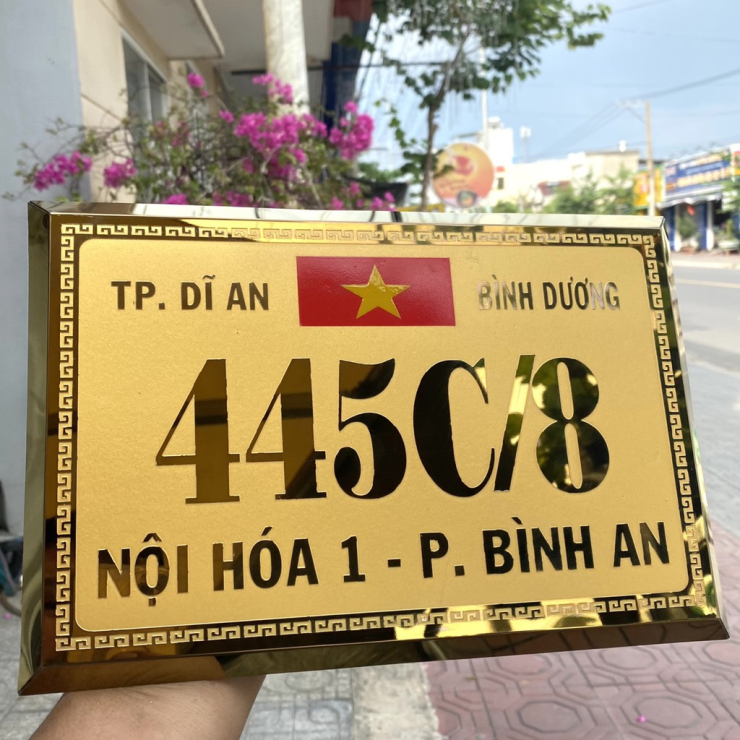 TP. DĨ AN BÌNH DƯƠNG
445C/8
NỘI HÓA 1 - P. BÌNH AN